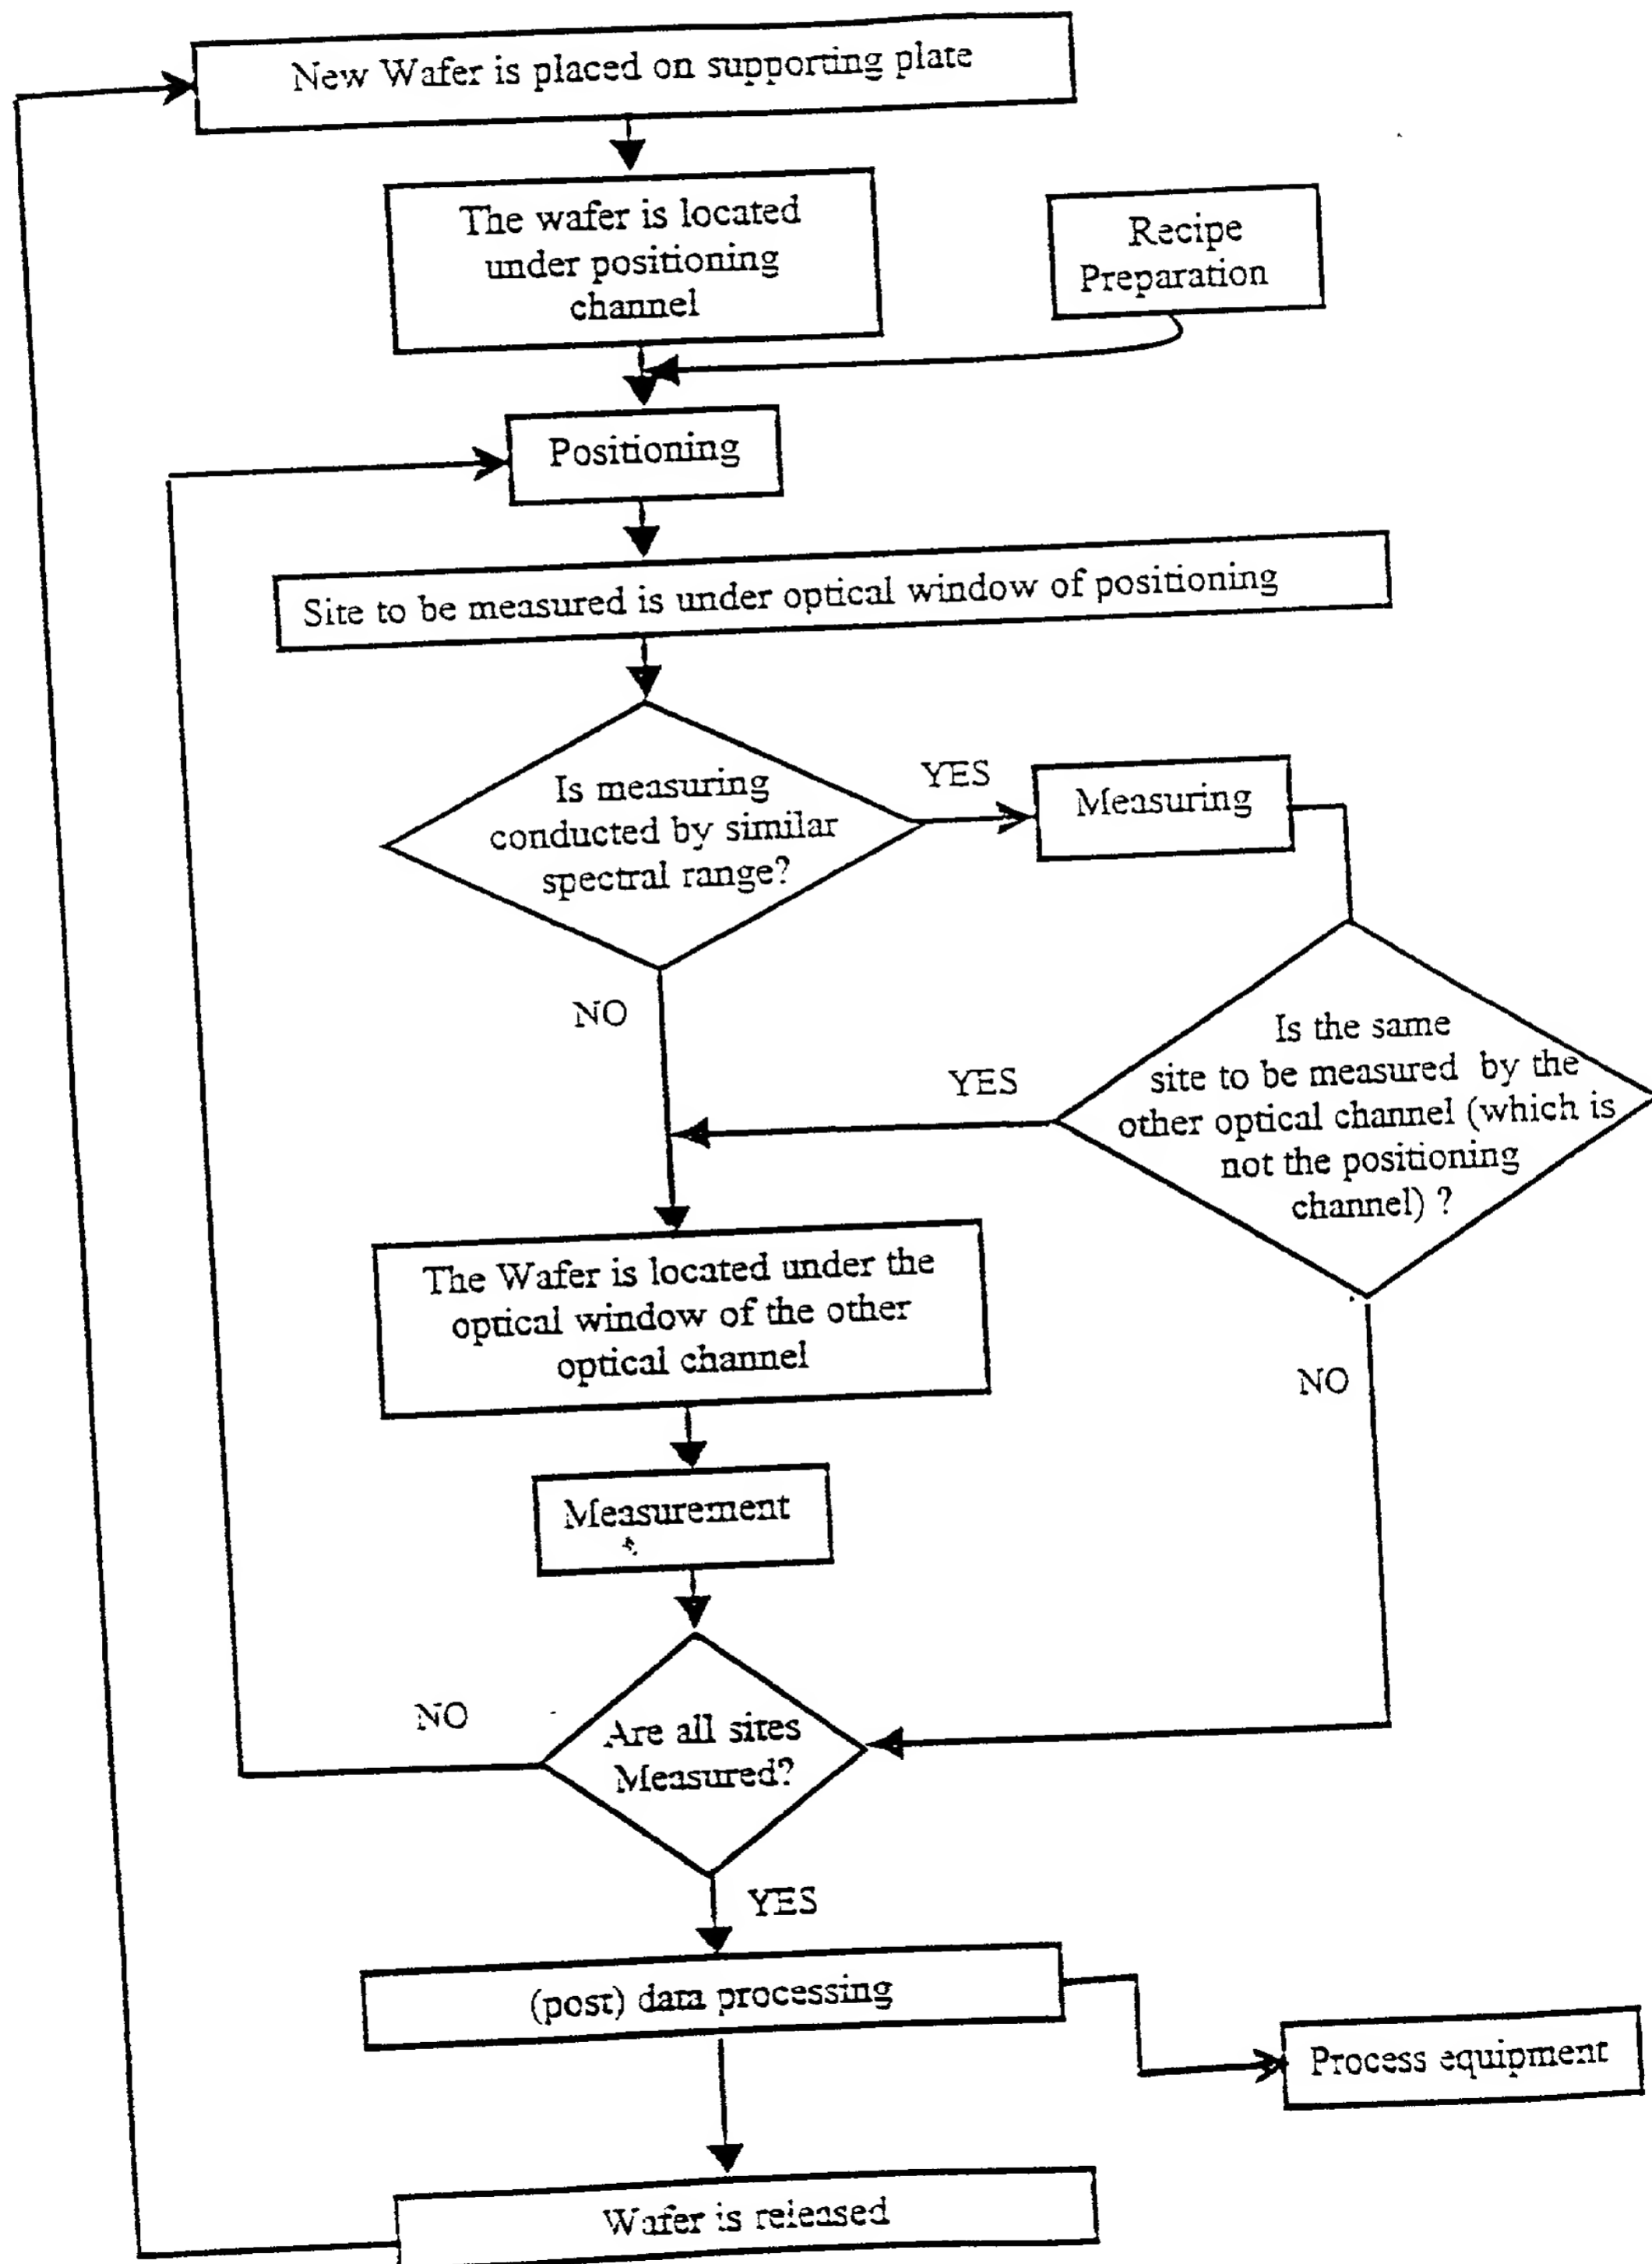 New Wafer is placed on supporting plate
The wafer is located
under positioning
channel
Recipe
Preparation
Positioning
Site to be measured is under optical window of positioning
Is measuring
conducted by similar
spectral range?
YES
Measuring
NO
Is the same
site to be measured by the
other optical channel (which is
not the positioning
channel) ?
YES
The Wafer is located under the
optical window of the other
optical channel
NO
Measurement
Are all sites
Measured?
NO
YES
(post) data processing
Process equipment
Wafer is released